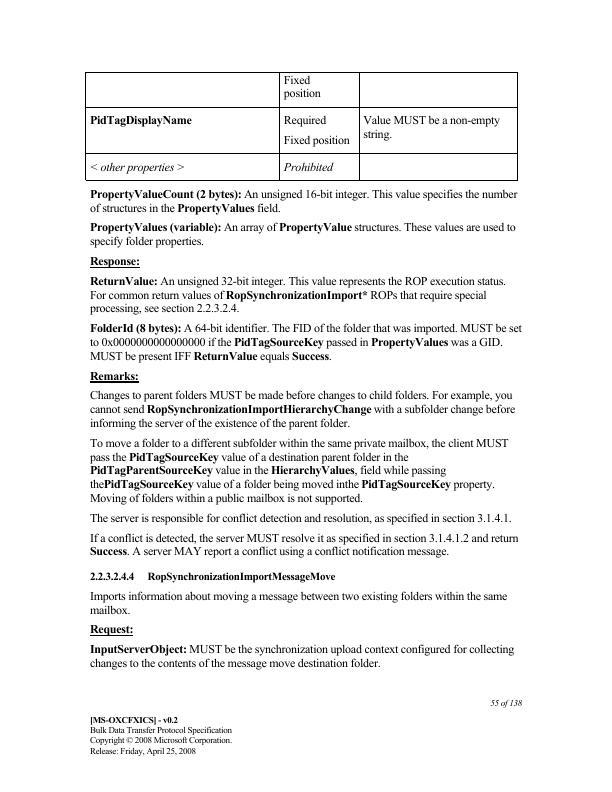 Fixed
position
PidTagDisplayName Required Value MUST be a non-empty
Fixed position string.
< other properties > Prohibited
PropertyValueCount (2 bytes): An unsigned 16-bit integer. This value specifies the number
of structures in the PropertyValues field.
PropertyValues (variable): An array of PropertyValue structures. These values are used to
specify folder properties.
Response:
ReturnValue: An unsigned 32-bit integer. This value represents the ROP execution status.
For common return values of RopSynchronizationImport* ROPs that require special
processing, see section 2.2.3.2.4.
FolderId (8 bytes): A 64-bit identifier. The FID of the folder that was imported. MUST be set
to 0x0000000000000000 if the PidTagSourceKey passed in PropertyValues was a GID.
MUST be present IFF ReturnValue equals Success.
Remarks:
Changes to parent folders MUST be made before changes to child folders. For example, you
cannot send RopSynchronizationImportHierarchyChange with a subfolder change before
informing the server of the existence of the parent folder.
To move a folder to a different subfolder within the same private mailbox, the client MUST
pass the PidTagSourceKey value of a destination parent folder in the
PidTagParentSourceKey value in the HierarchyValues, field while passing
thePidTagSourceKey value of a folder being moved inthe PidTagSourceKey property.
Moving of folders within a public mailbox is not supported.
The server is responsible for conflict detection and resolution, as specified in section 3.1.4.1.
If a conflict is detected, the server MUST resolve it as specified in section 3.1.4.1.2 and return
Success. A server MAY report a conflict using a conflict notification message.
2.2.3.2.4.4 RopSynchronizationImportMessageMove
Imports information about moving a message between two existing folders within the same
mailbox.
Request:
InputServerObject: MUST be the synchronization upload context configured for collecting
changes to the contents of the message move destination folder.
55 of 138
[MS-OXCFXICS] - v0.2
Bulk Data Transfer Protocol Specification
Copyright © 2008 Microsoft Corporation.
Release: Friday, April 25, 2008